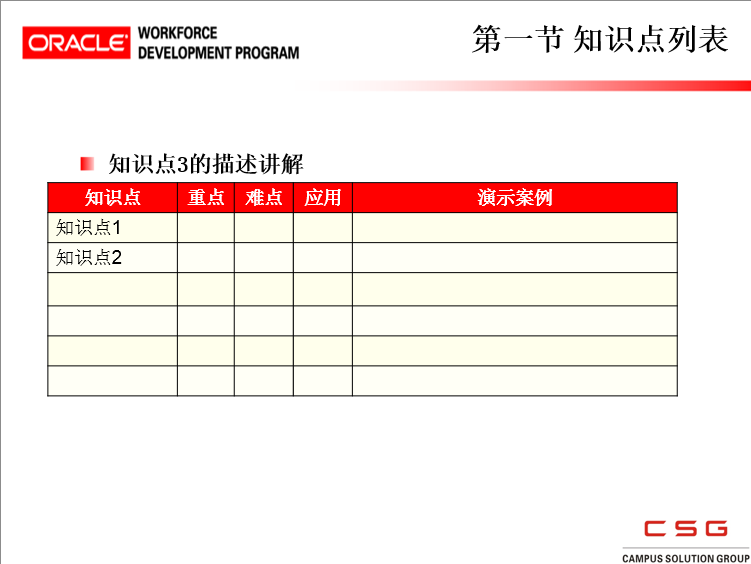 ORACLE
WORKFORCE
DEVELOPMENT PROGRAM
第一节 知识点列表
知识点3的描述讲解
知识点 重点 难点 应用 演示案例
知识点1
知识点2
CSG
CAMPUS SOLUTION GROUP